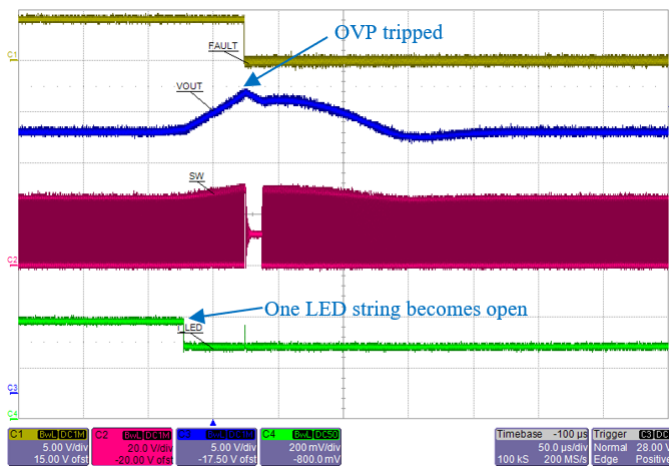 OVP tripped
C1
FAULT
VOUT
SW
C2
One LED string becomes open
ILED
C3
C4
C1 BwL DC1M
5.00 V/div
15.00 V ofst
C2 BwL DC1M
20.0 V/div
-20.00 V ofst
BwL DC1M
5.00 V/div
-17.50 V ofst
C4 BwL DC50
200 mV/div
-800.0 mV
Timebase -100 µs
50.0 µs/div
100 kS 200 MS/s
Trigger C3 DC
Normal 28.00 V
Edge Positive